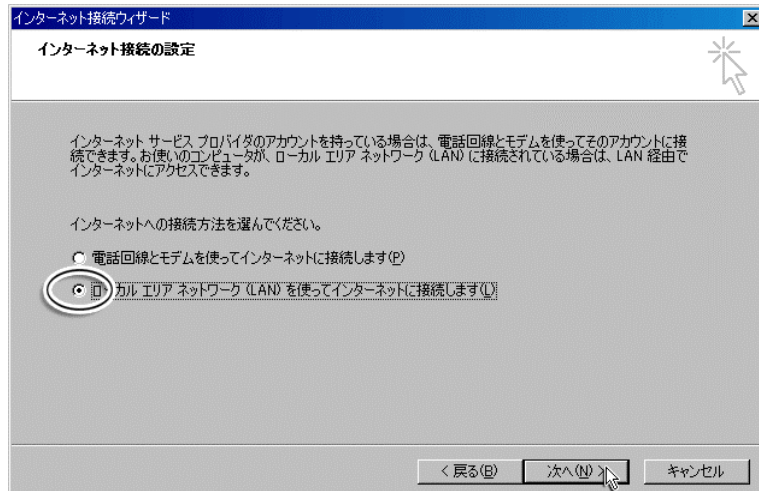 インターネット接続ウィザード
インターネット接続の設定
インターネット サービス プロバイダのアカウントを持っている場合は、電話回線とモデムを使ってそのアカウントに接
続できます。お使いのコンピュータが、ローカル エリア ネットワーク (LAN) に接続されている場合は、LAN 経由で
インターネットにアクセスできます。
インターネットへの接続方法を選んでください。
電話回線とモデムを使ってインターネットに接続します(P)
ローカル エリア ネットワーク (LAN) を使ってインターネットに接続します(L)
< 戻る(B) 次へ(N) > キャンセル